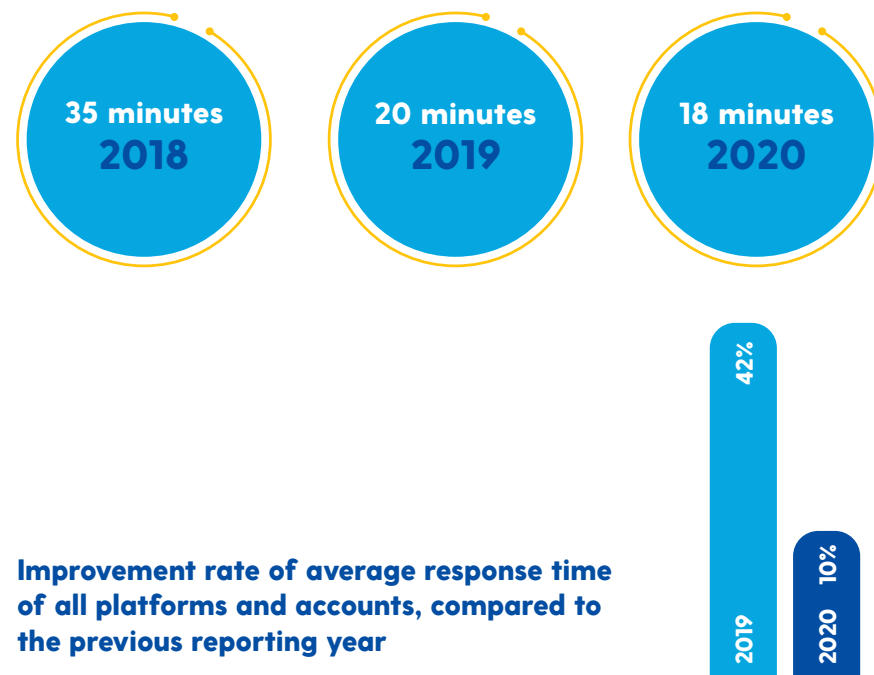 35 minutes
2018
20 minutes
2019
18 minutes
2020
Improvement rate of average response time
of all platforms and accounts, compared to
the previous reporting year
2019 42%
2020 10%